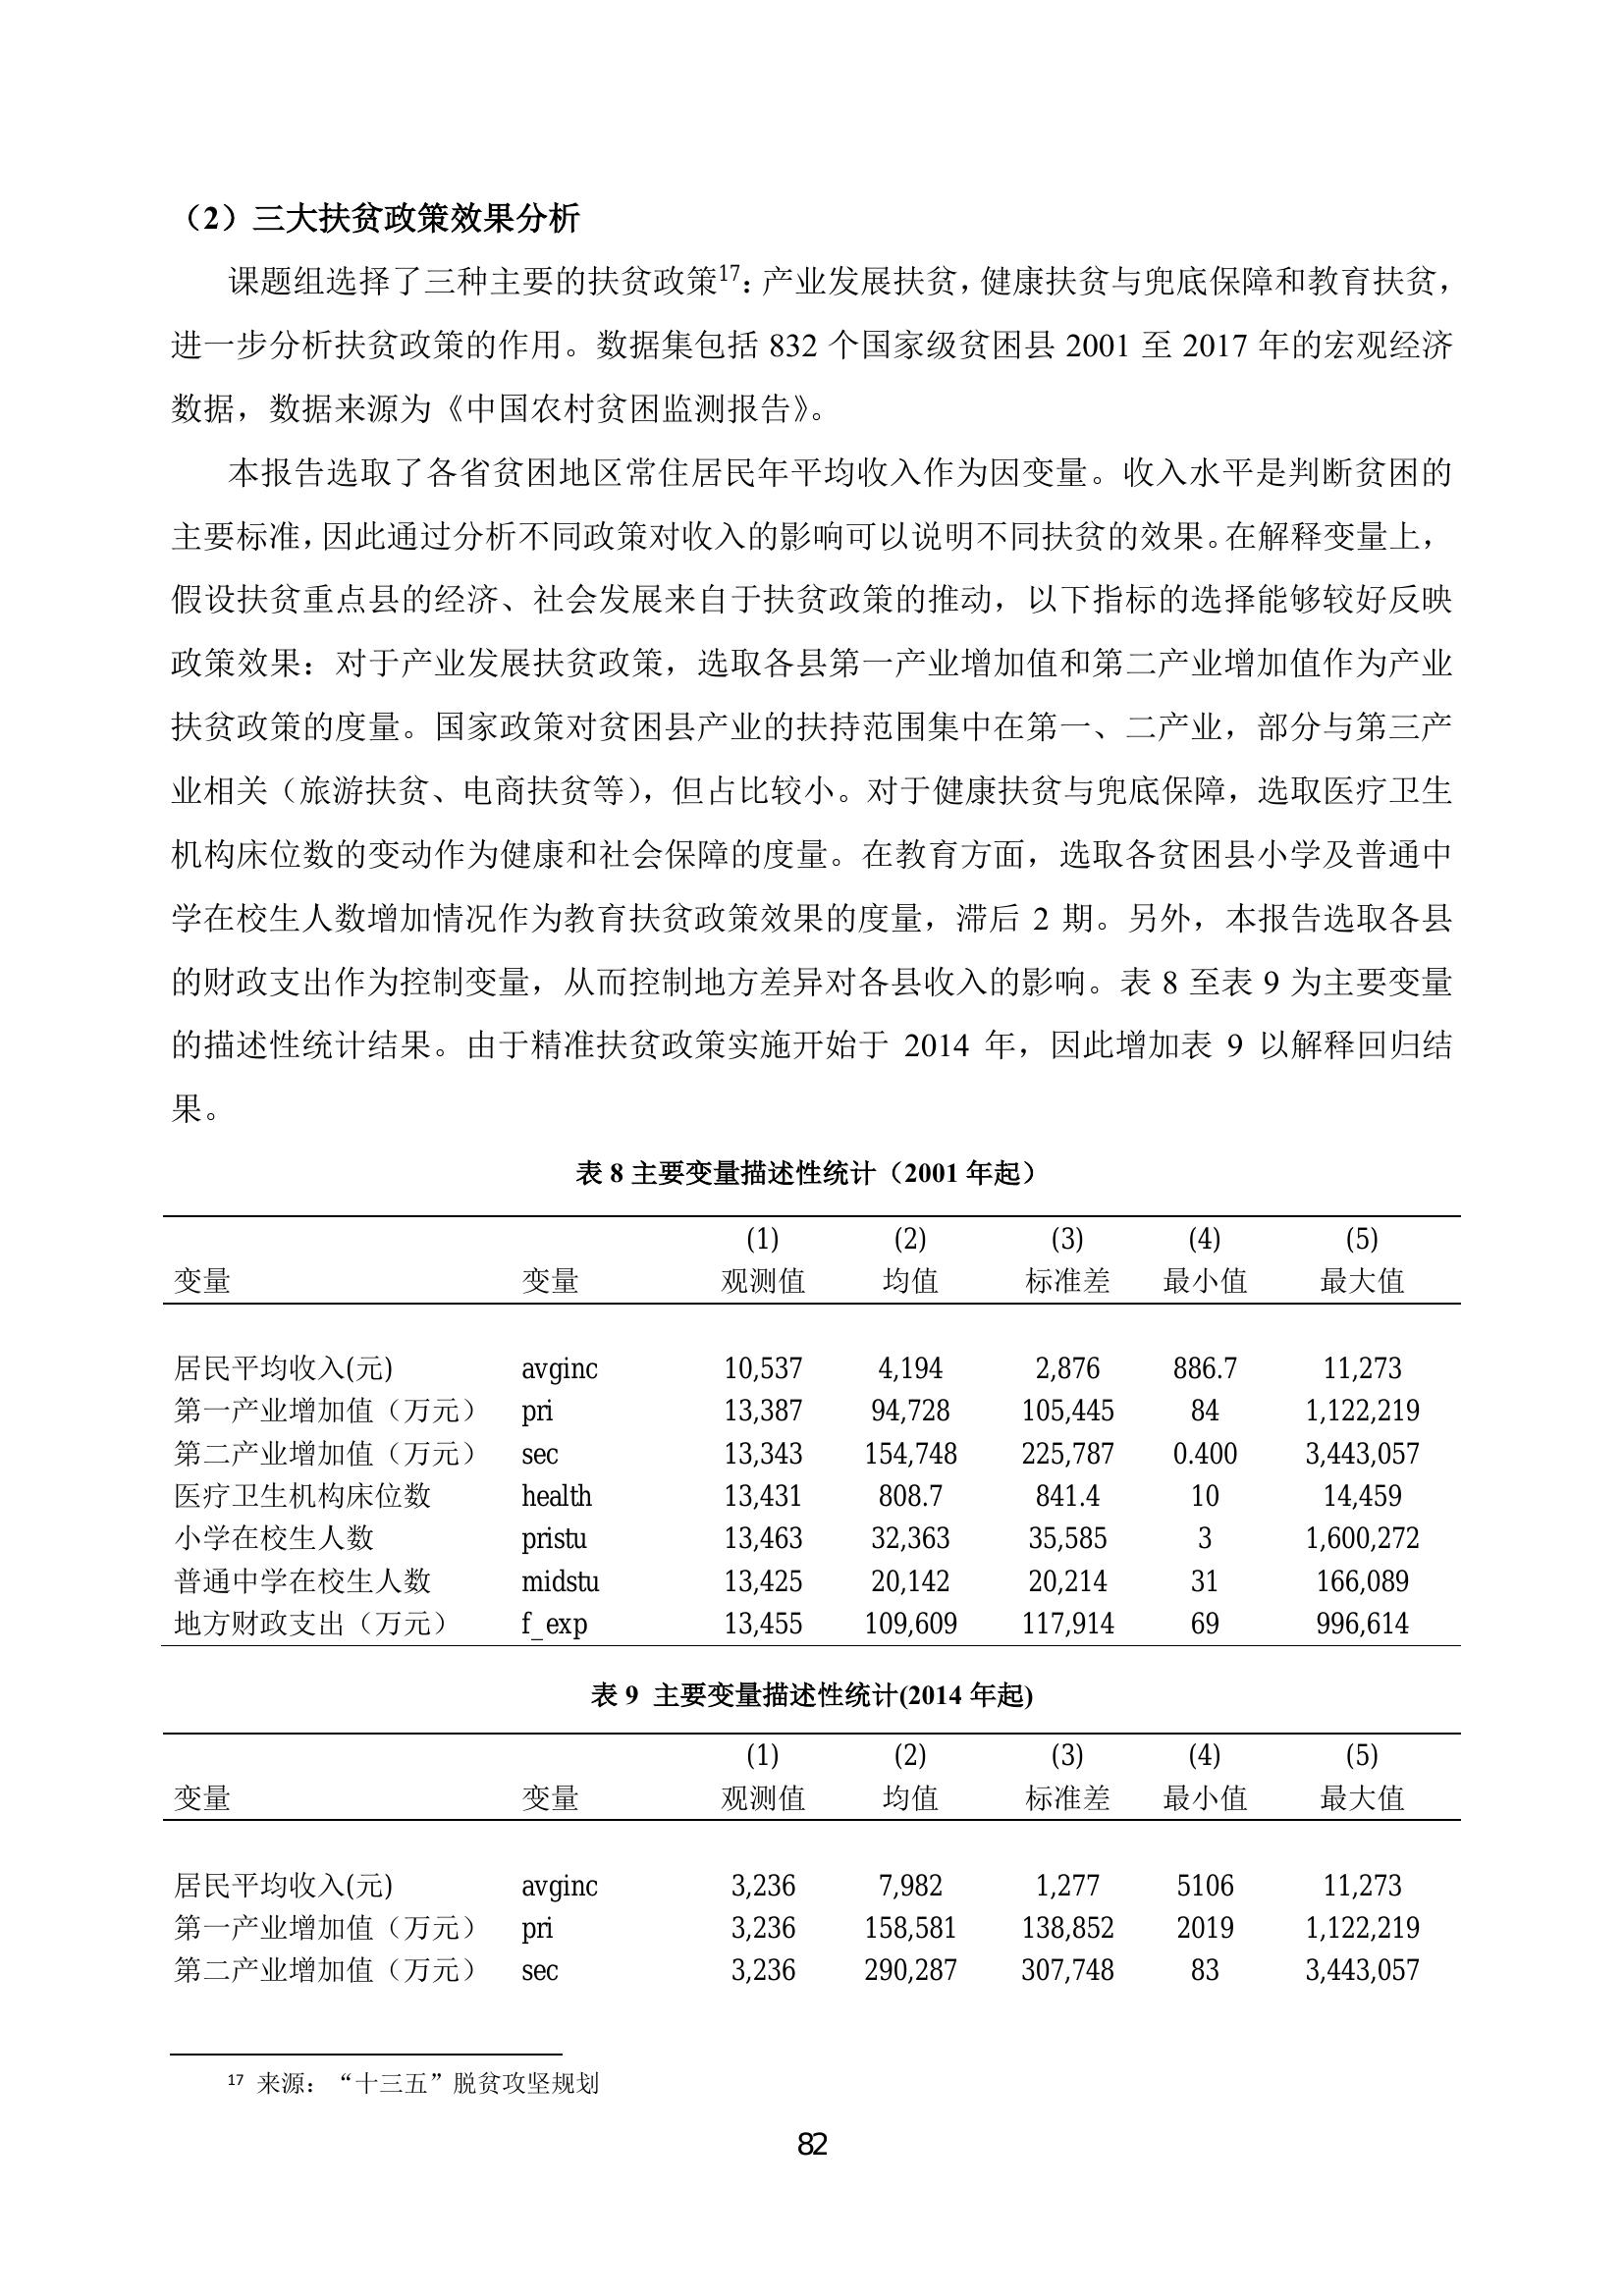 （2）三大扶贫政策效果分析
课题组选择了三种主要的扶贫政策17：产业发展扶贫，健康扶贫与兜底保障和教育扶贫，
进一步分析扶贫政策的作用。数据集包括 832 个国家级贫困县 2001 至 2017 年的宏观经济
数据，数据来源为《中国农村贫困监测报告》。
本报告选取了各省贫困地区常住居民年平均收入作为因变量。收入水平是判断贫困的
主要标准，因此通过分析不同政策对收入的影响可以说明不同扶贫的效果。在解释变量上，
假设扶贫重点县的经济、社会发展来自于扶贫政策的推动，以下指标的选择能够较好反映
政策效果：对于产业发展扶贫政策，选取各县第一产业增加值和第二产业增加值作为产业
扶贫政策的度量。国家政策对贫困县产业的扶持范围集中在第一、二产业，部分与第三产
业相关（旅游扶贫、电商扶贫等），但占比较小。对于健康扶贫与兜底保障，选取医疗卫生
机构床位数的变动作为健康和社会保障的度量。在教育方面，选取各贫困县小学及普通中
学在校生人数增加情况作为教育扶贫政策效果的度量，滞后 2 期。另外，本报告选取各县
的财政支出作为控制变量，从而控制地方差异对各县收入的影响。表 8 至表 9 为主要变量
的描述性统计结果。由于精准扶贫政策实施开始于 2014 年，因此增加表 9 以解释回归结
果。
表 8 主要变量描述性统计（2001 年起）
(1) (2) (3) (4) (5)
变量 变量 观测值 均值 标准差 最小值 最大值
居民平均收入(元) avginc 10,537 4,194 2,876 886.7 11,273
第一产业增加值（万元） pri 13,387 94,728 105,445 84 1,122,219
第二产业增加值（万元） sec 13,343 154,748 225,787 0.400 3,443,057
医疗卫生机构床位数 health 13,431 808.7 841.4 10 14,459
小学在校生人数 pristu 13,463 32,363 35,585 3 1,600,272
普通中学在校生人数 midstu 13,425 20,142 20,214 31 166,089
地方财政支出（万元） f_exp 13,455 109,609 117,914 69 996,614
表 9 主要变量描述性统计(2014 年起)
(1) (2) (3) (4) (5)
变量 变量 观测值 均值 标准差 最小值 最大值
居民平均收入(元) avginc 3,236 7,982 1,277 5106 11,273
第一产业增加值（万元） pri 3,236 158,581 138,852 2019 1,122,219
第二产业增加值（万元） sec 3,236 290,287 307,748 83 3,443,057
17 来源：“十三五”脱贫攻坚规划
82